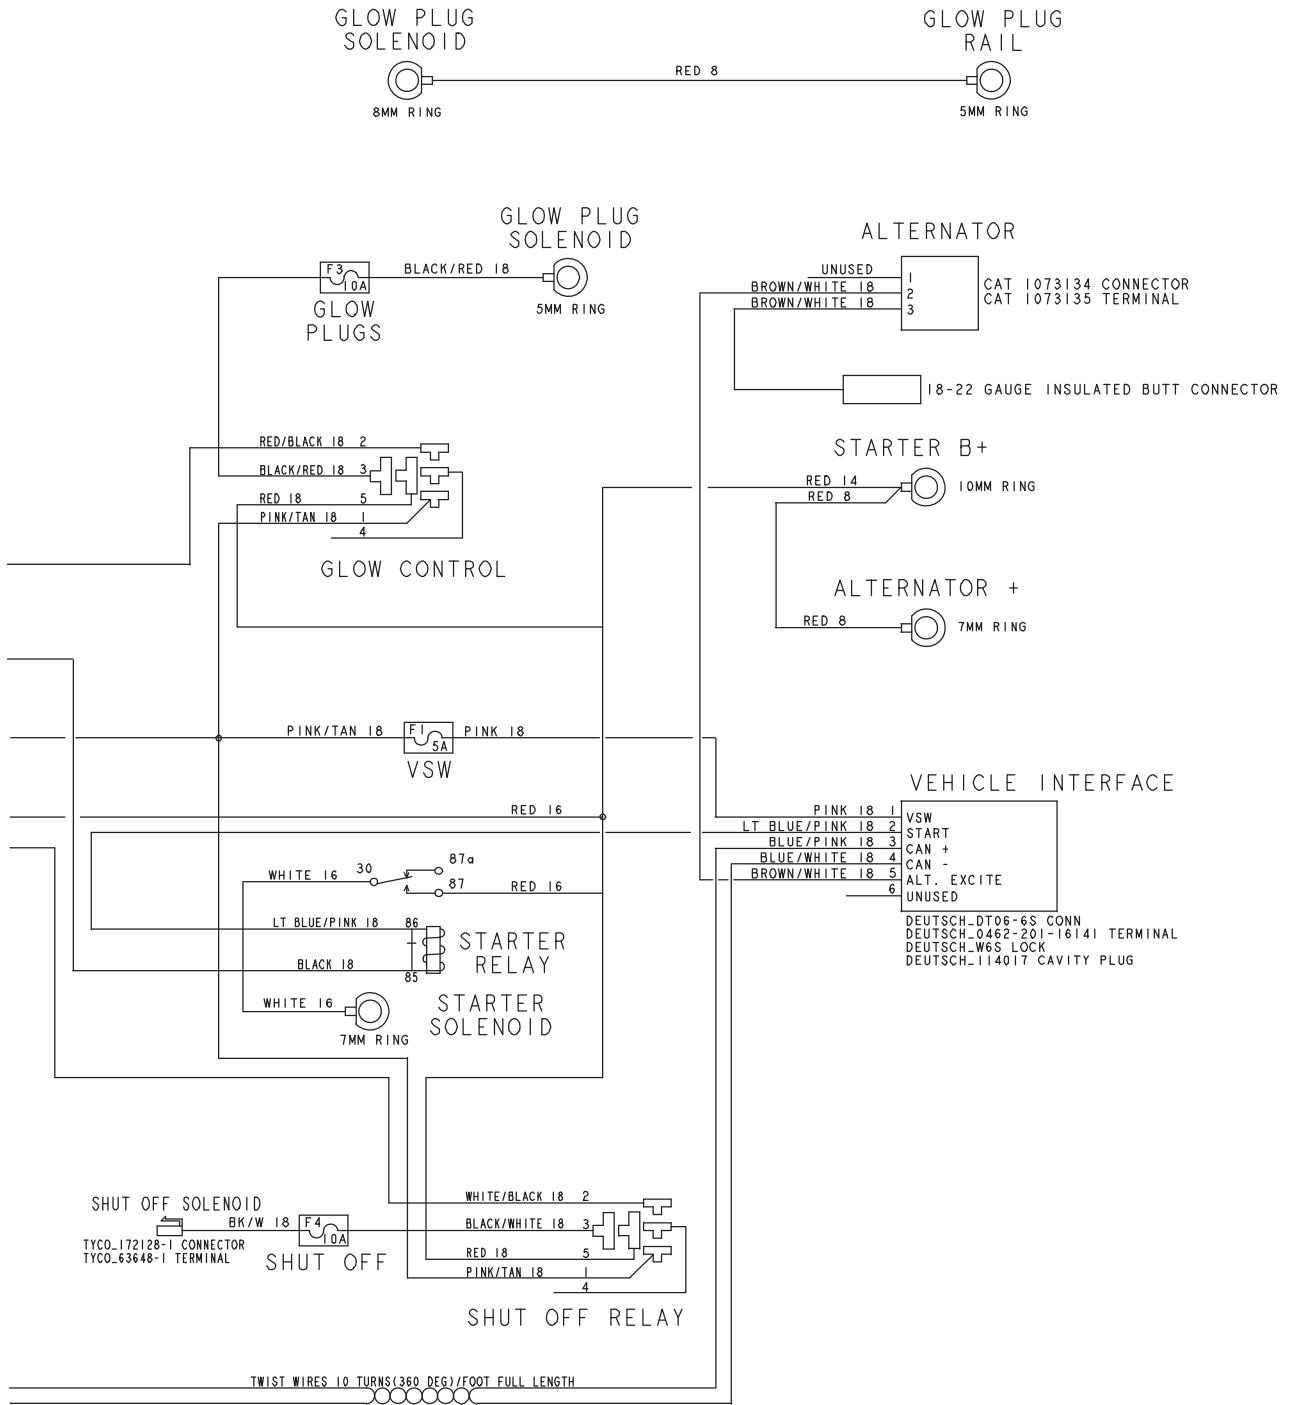 GLOW PLUG
SOLENOID
8MM RING
RED 8
GLOW PLUG
RAIL
5MM RING
GLOW PLUG
SOLENOID
5MM RING
BLACK/RED 18
F3
10A
GLOW
PLUGS
ALTERNATOR
UNUSED
1
BROWN/WHITE 18
2
BROWN/WHITE 18
3
CAT 1073134 CONNECTOR
CAT 1073135 TERMINAL
18-22 GAUGE INSULATED BUTT CONNECTOR
RED/BLACK 18 2
BLACK/RED 18 3
RED 18 5
PINK/TAN 18 1
4
GLOW CONTROL
STARTER B+
RED 14
RED 8
10MM RING
ALTERNATOR +
RED 8
7MM RING
PINK/TAN 18
F1
5A
PINK 18
VSW
RED 16
VEHICLE INTERFACE
PINK 18 1 VSW
LT BLUE/PINK 18 2 START
BLUE/PINK 18 3 CAN +
BLUE/WHITE 18 4 CAN -
BROWN/WHITE 18 5 ALT. EXCITE
6 UNUSED
DEUTSCH_DT06-6S CONN
DEUTSCH_0462-201-16141 TERMINAL
DEUTSCH_W6S LOCK
DEUTSCH_114017 CAVITY PLUG
WHITE 16
30
87a
87
RED 16
LT BLUE/PINK 18
86
BLACK 18
85
STARTER
RELAY
WHITE 16
7MM RING
STARTER
SOLENOID
SHUT OFF SOLENOID
BK/W 18
F4
10A
TYCO_172128-1 CONNECTOR
TYCO_63648-1 TERMINAL
SHUT OFF
WHITE/BLACK 18 2
BLACK/WHITE 18 3
RED 18 5
PINK/TAN 18 1
4
SHUT OFF RELAY
TWIST WIRES 10 TURNS(360 DEG)/FOOT FULL LENGTH